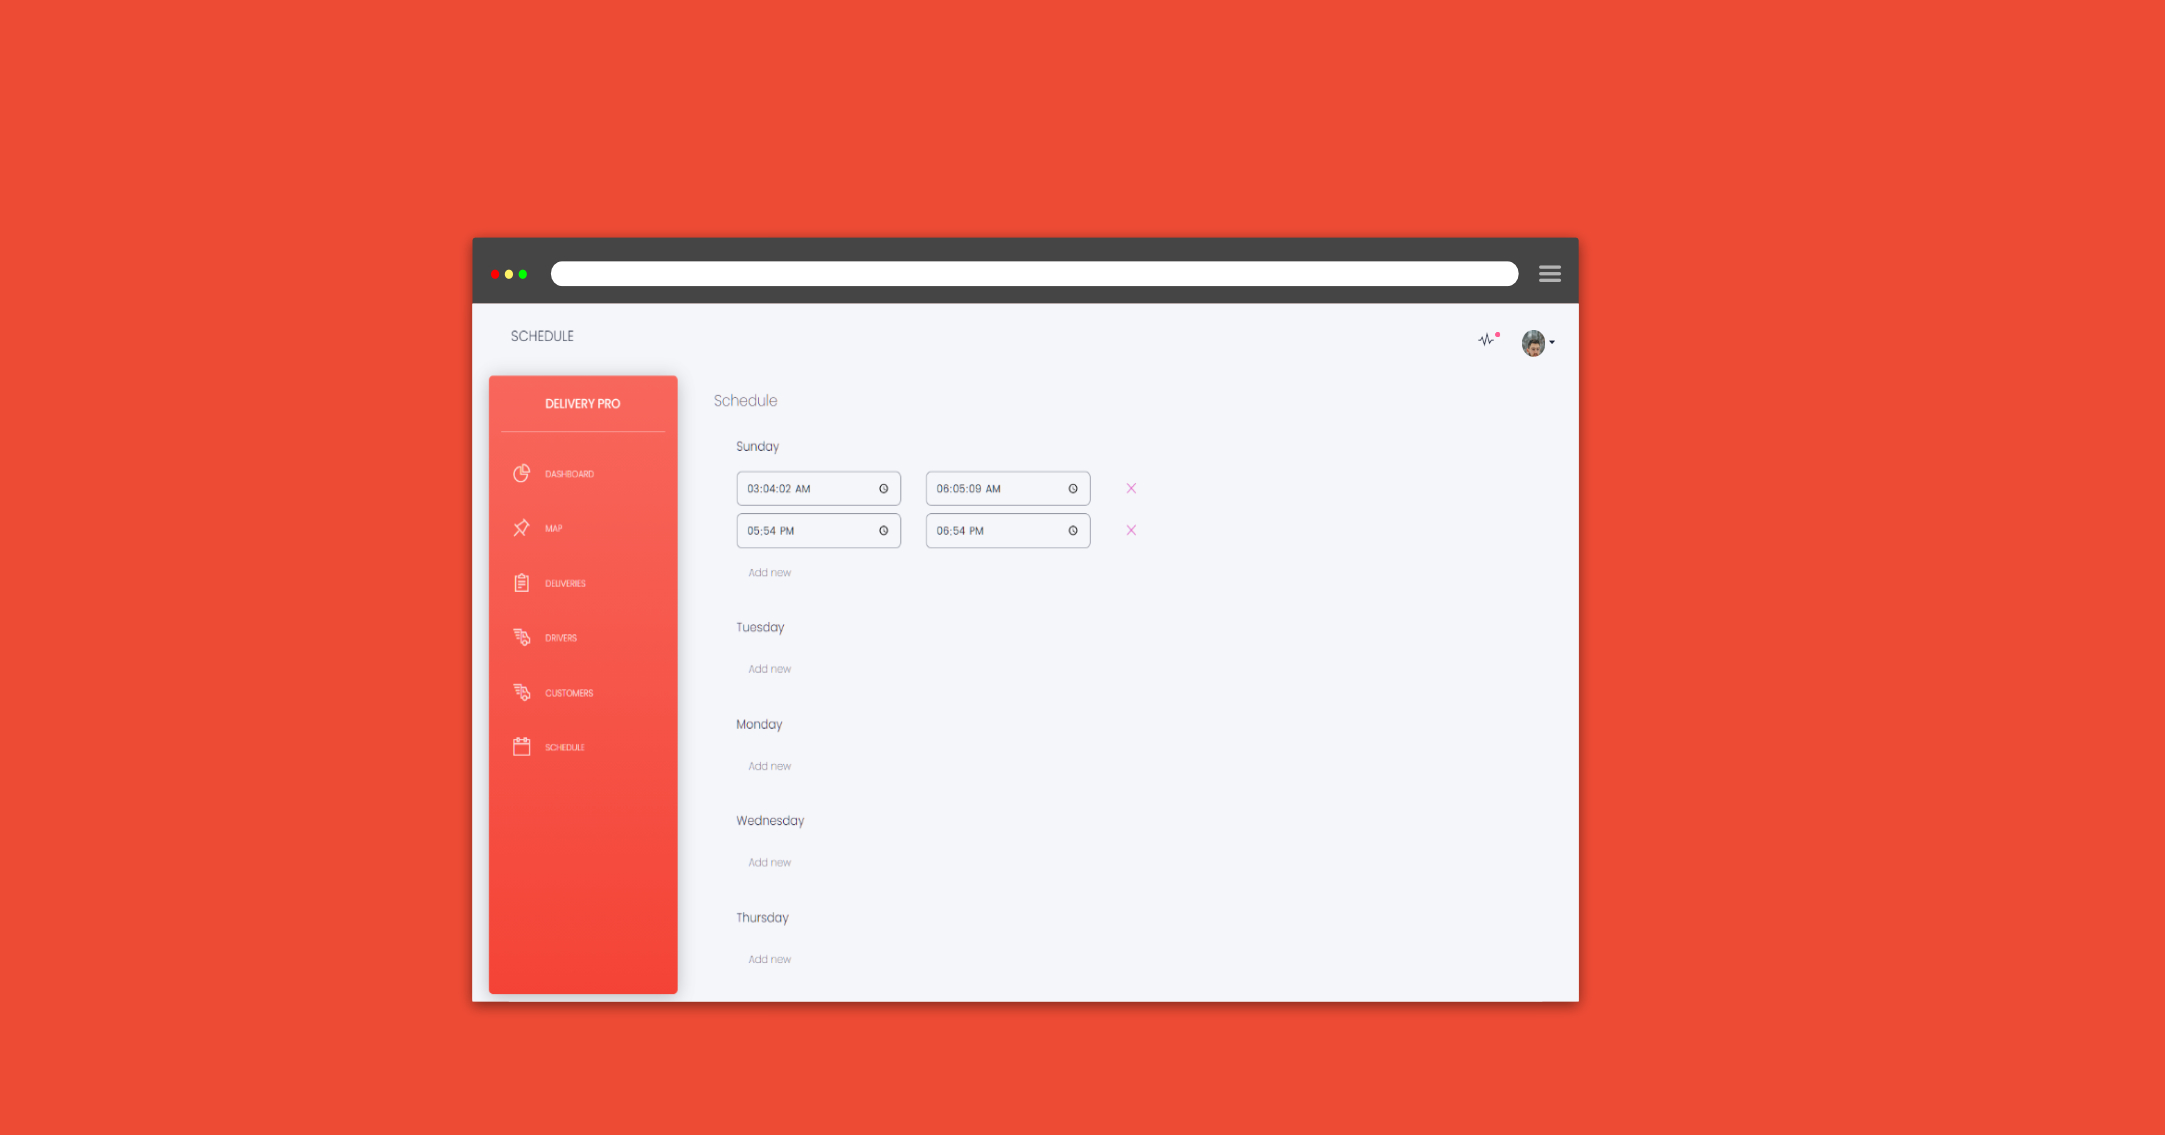 SCHEDULE
DELIVERY PRO
DASHBOARD
MAP
DELIVERIES
DRIVERS
CUSTOMERS
SCHEDULE
Schedule
Sunday
03:04:02 AM 06:05:09 AM
05:54 PM 06:54 PM
Add new
Tuesday
Add new
Monday
Add new
Wednesday
Add new
Thursday
Add new